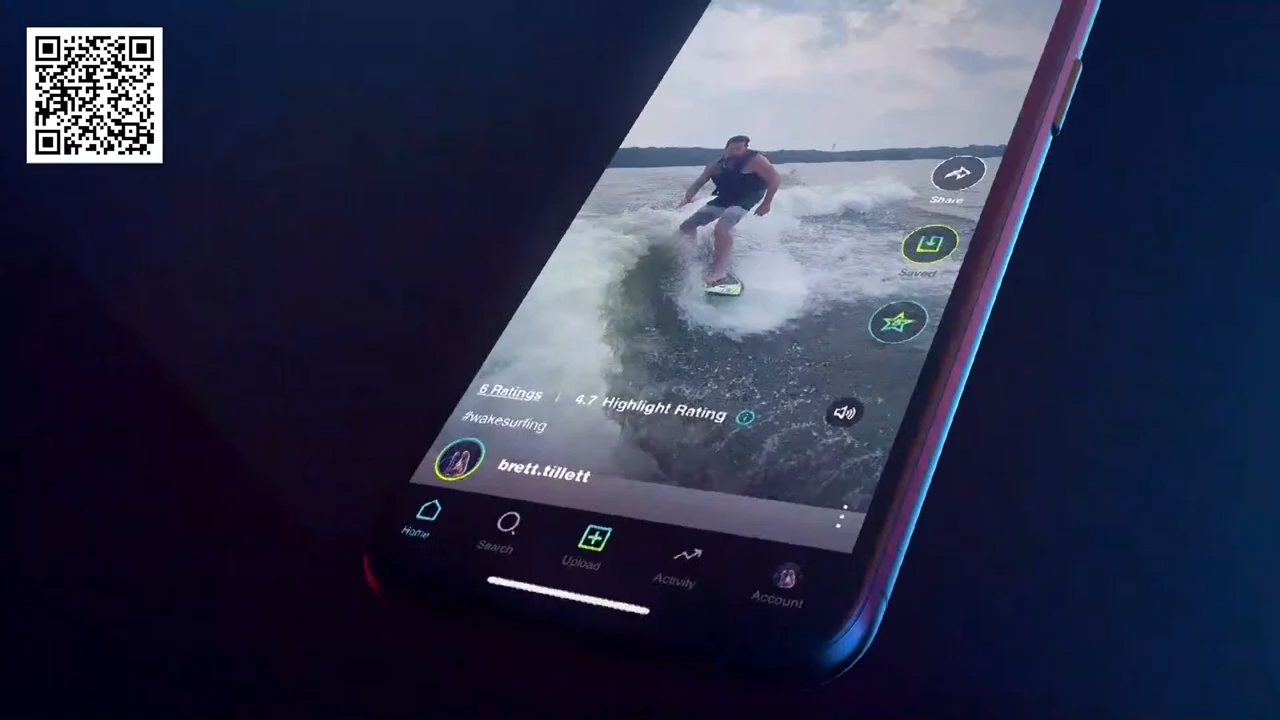 Share
Saved
6 Ratings | 4.7 Highlight Rating
#wakesurfing
brett.tillett
Home
Search
Upload
Activity
Account